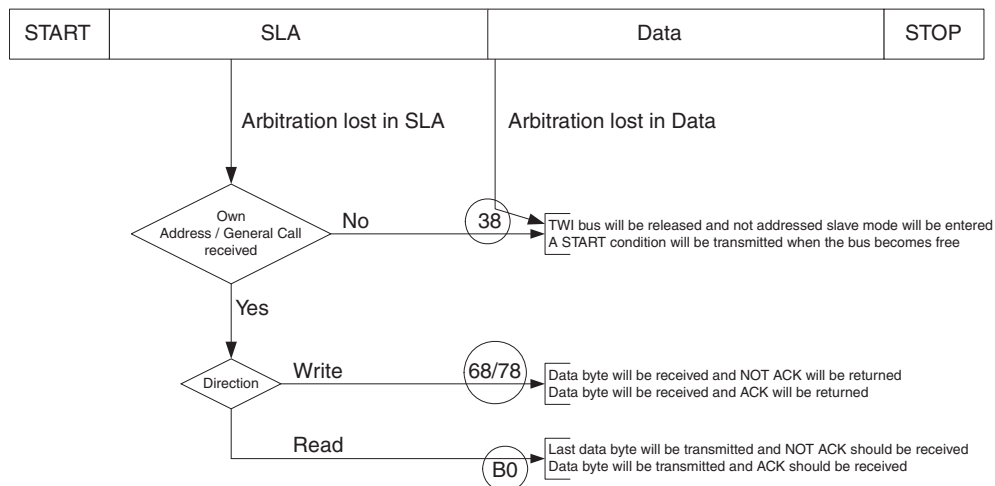 START SLA Data STOP
Arbitration lost in SLA Arbitration lost in Data
Own
Address / General Call
received
No
38
TWI bus will be released and not addressed slave mode will be entered
A START condition will be transmitted when the bus becomes free
Yes
Direction
Write
68/78
Data byte will be received and NOT ACK will be returned
Data byte will be received and ACK will be returned
Read
B0
Last data byte will be transmitted and NOT ACK should be received
Data byte will be transmitted and ACK should be received